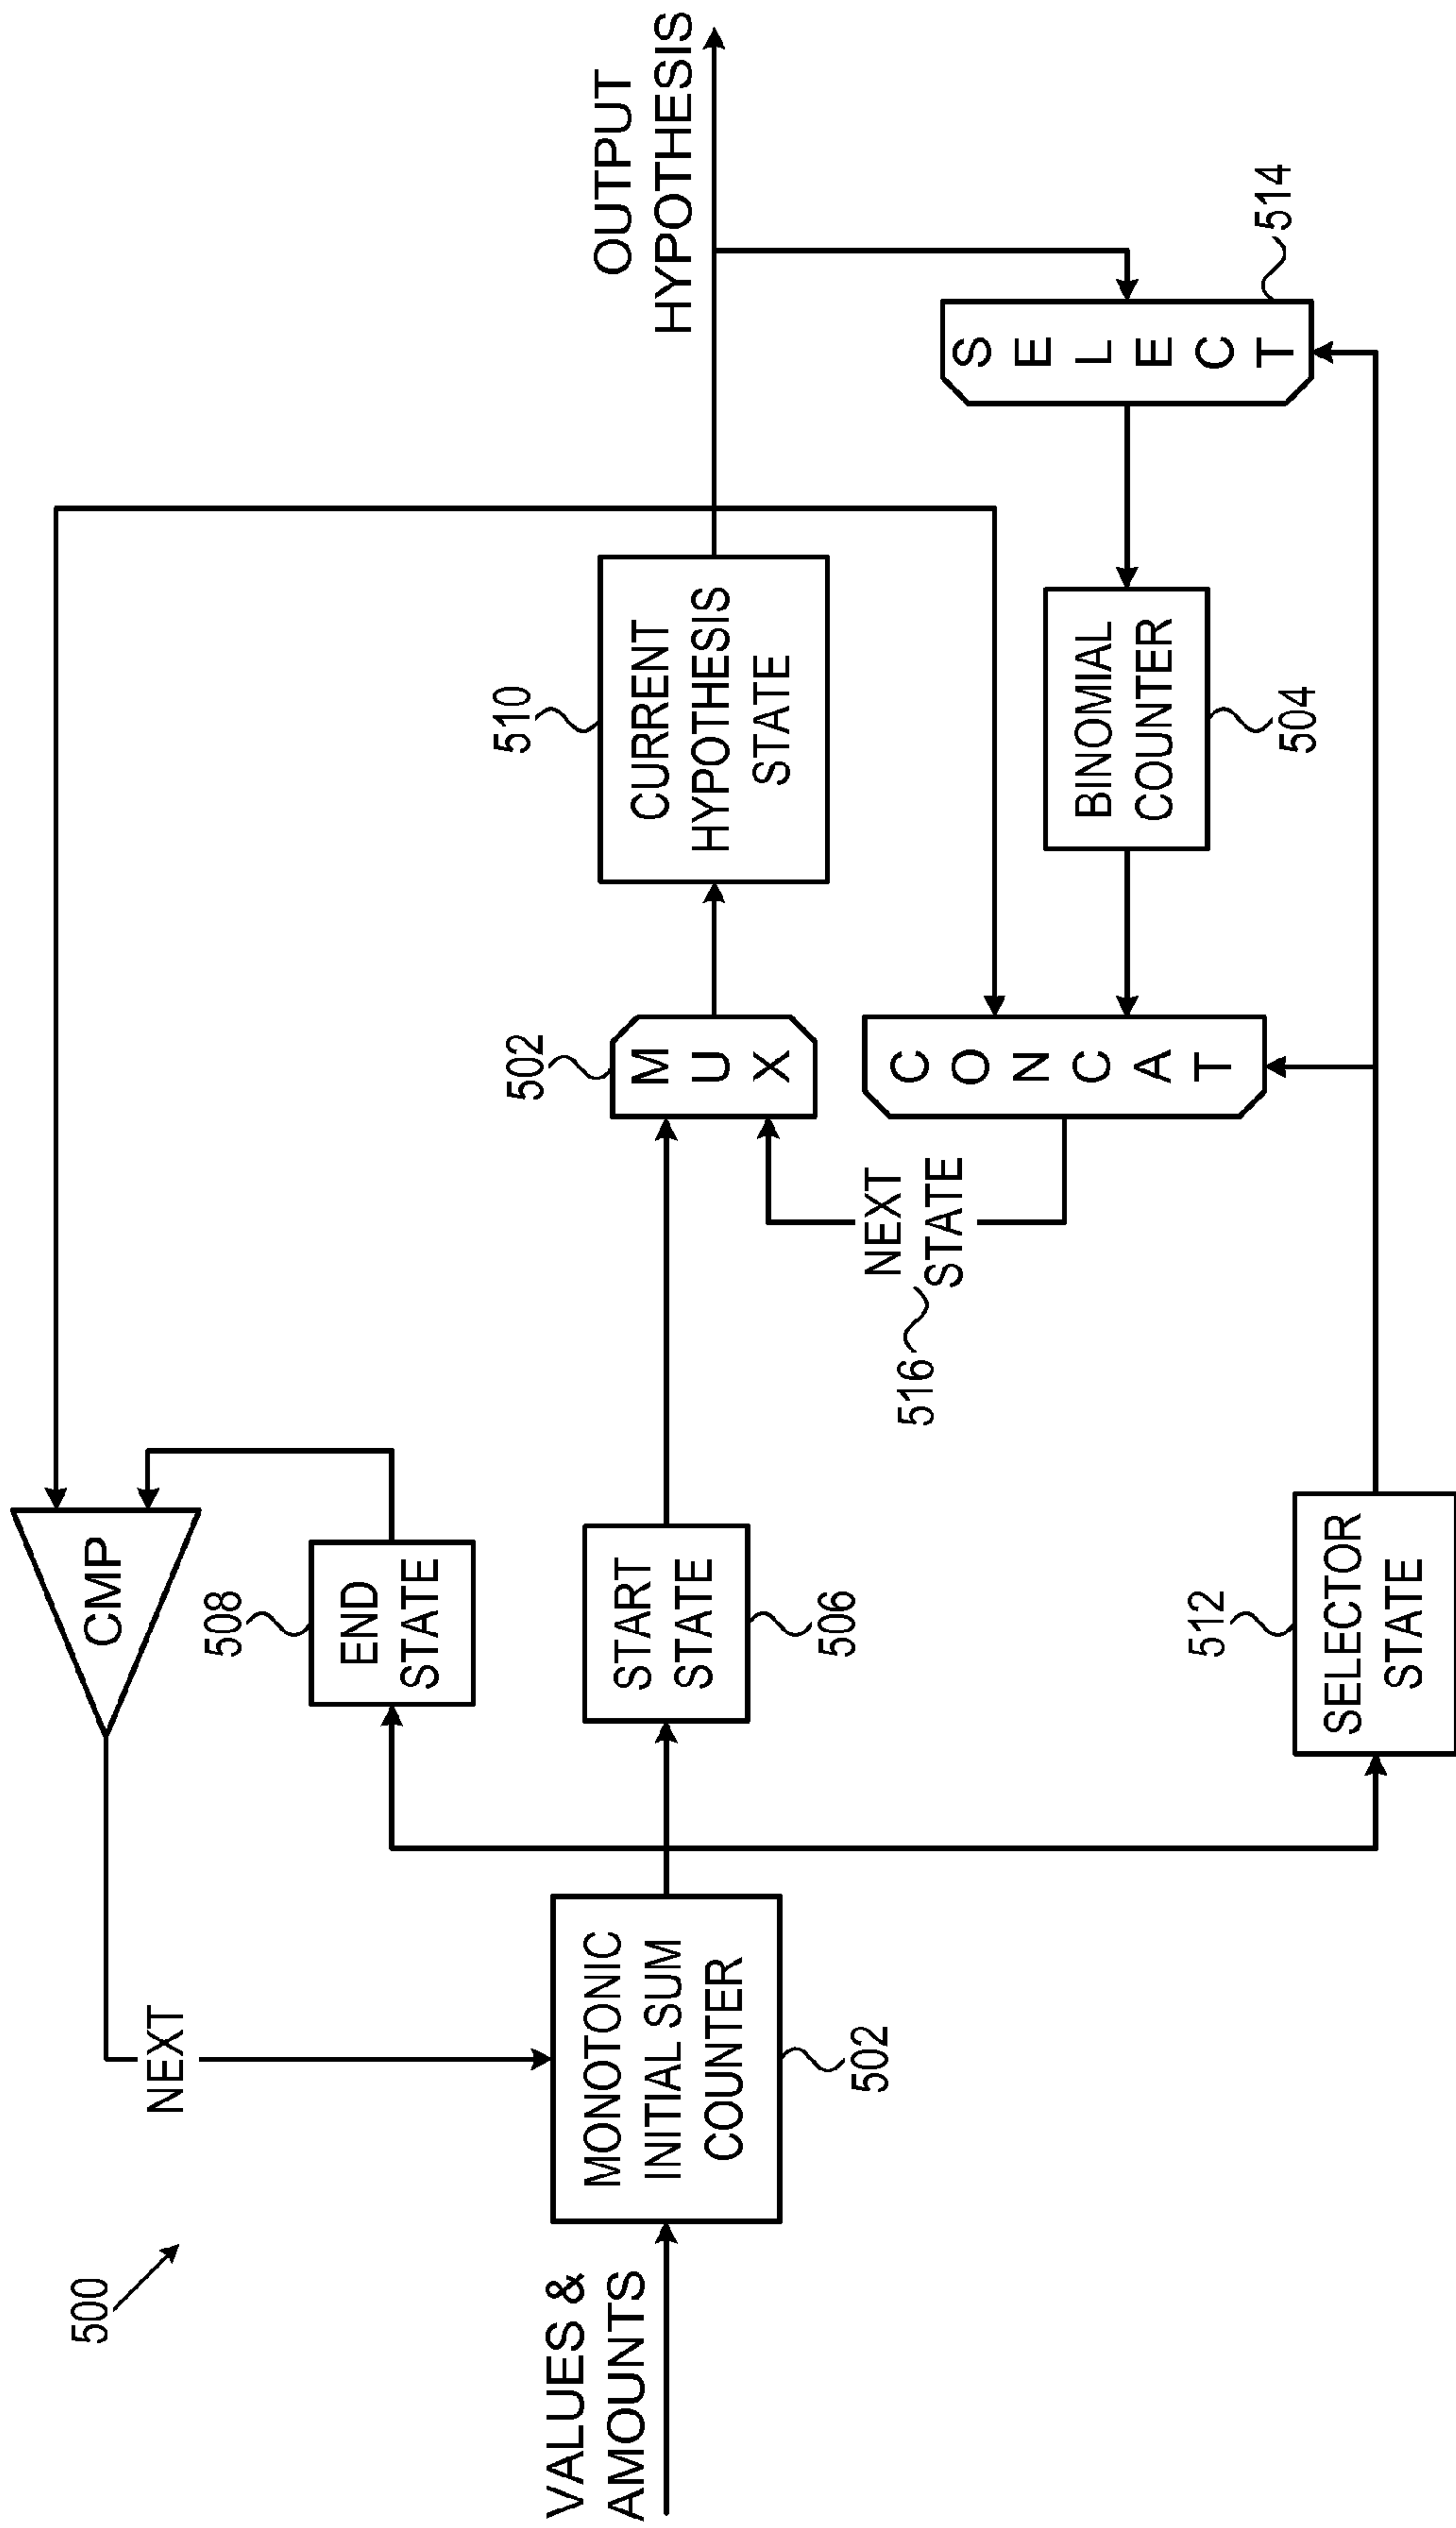 500
VALUES &
AMOUNTS
NEXT
MONOTONIC
INITIAL SUM
COUNTER
502
CMP
508
END
STATE
START
STATE
506
512
SELECTOR
STATE
516
NEXT
STATE
502
MUX
CONCAT
510
CURRENT
HYPOTHESIS
STATE
BINOMIAL
COUNTER
504
OUTPUT
HYPOTHESIS
SELECT
514